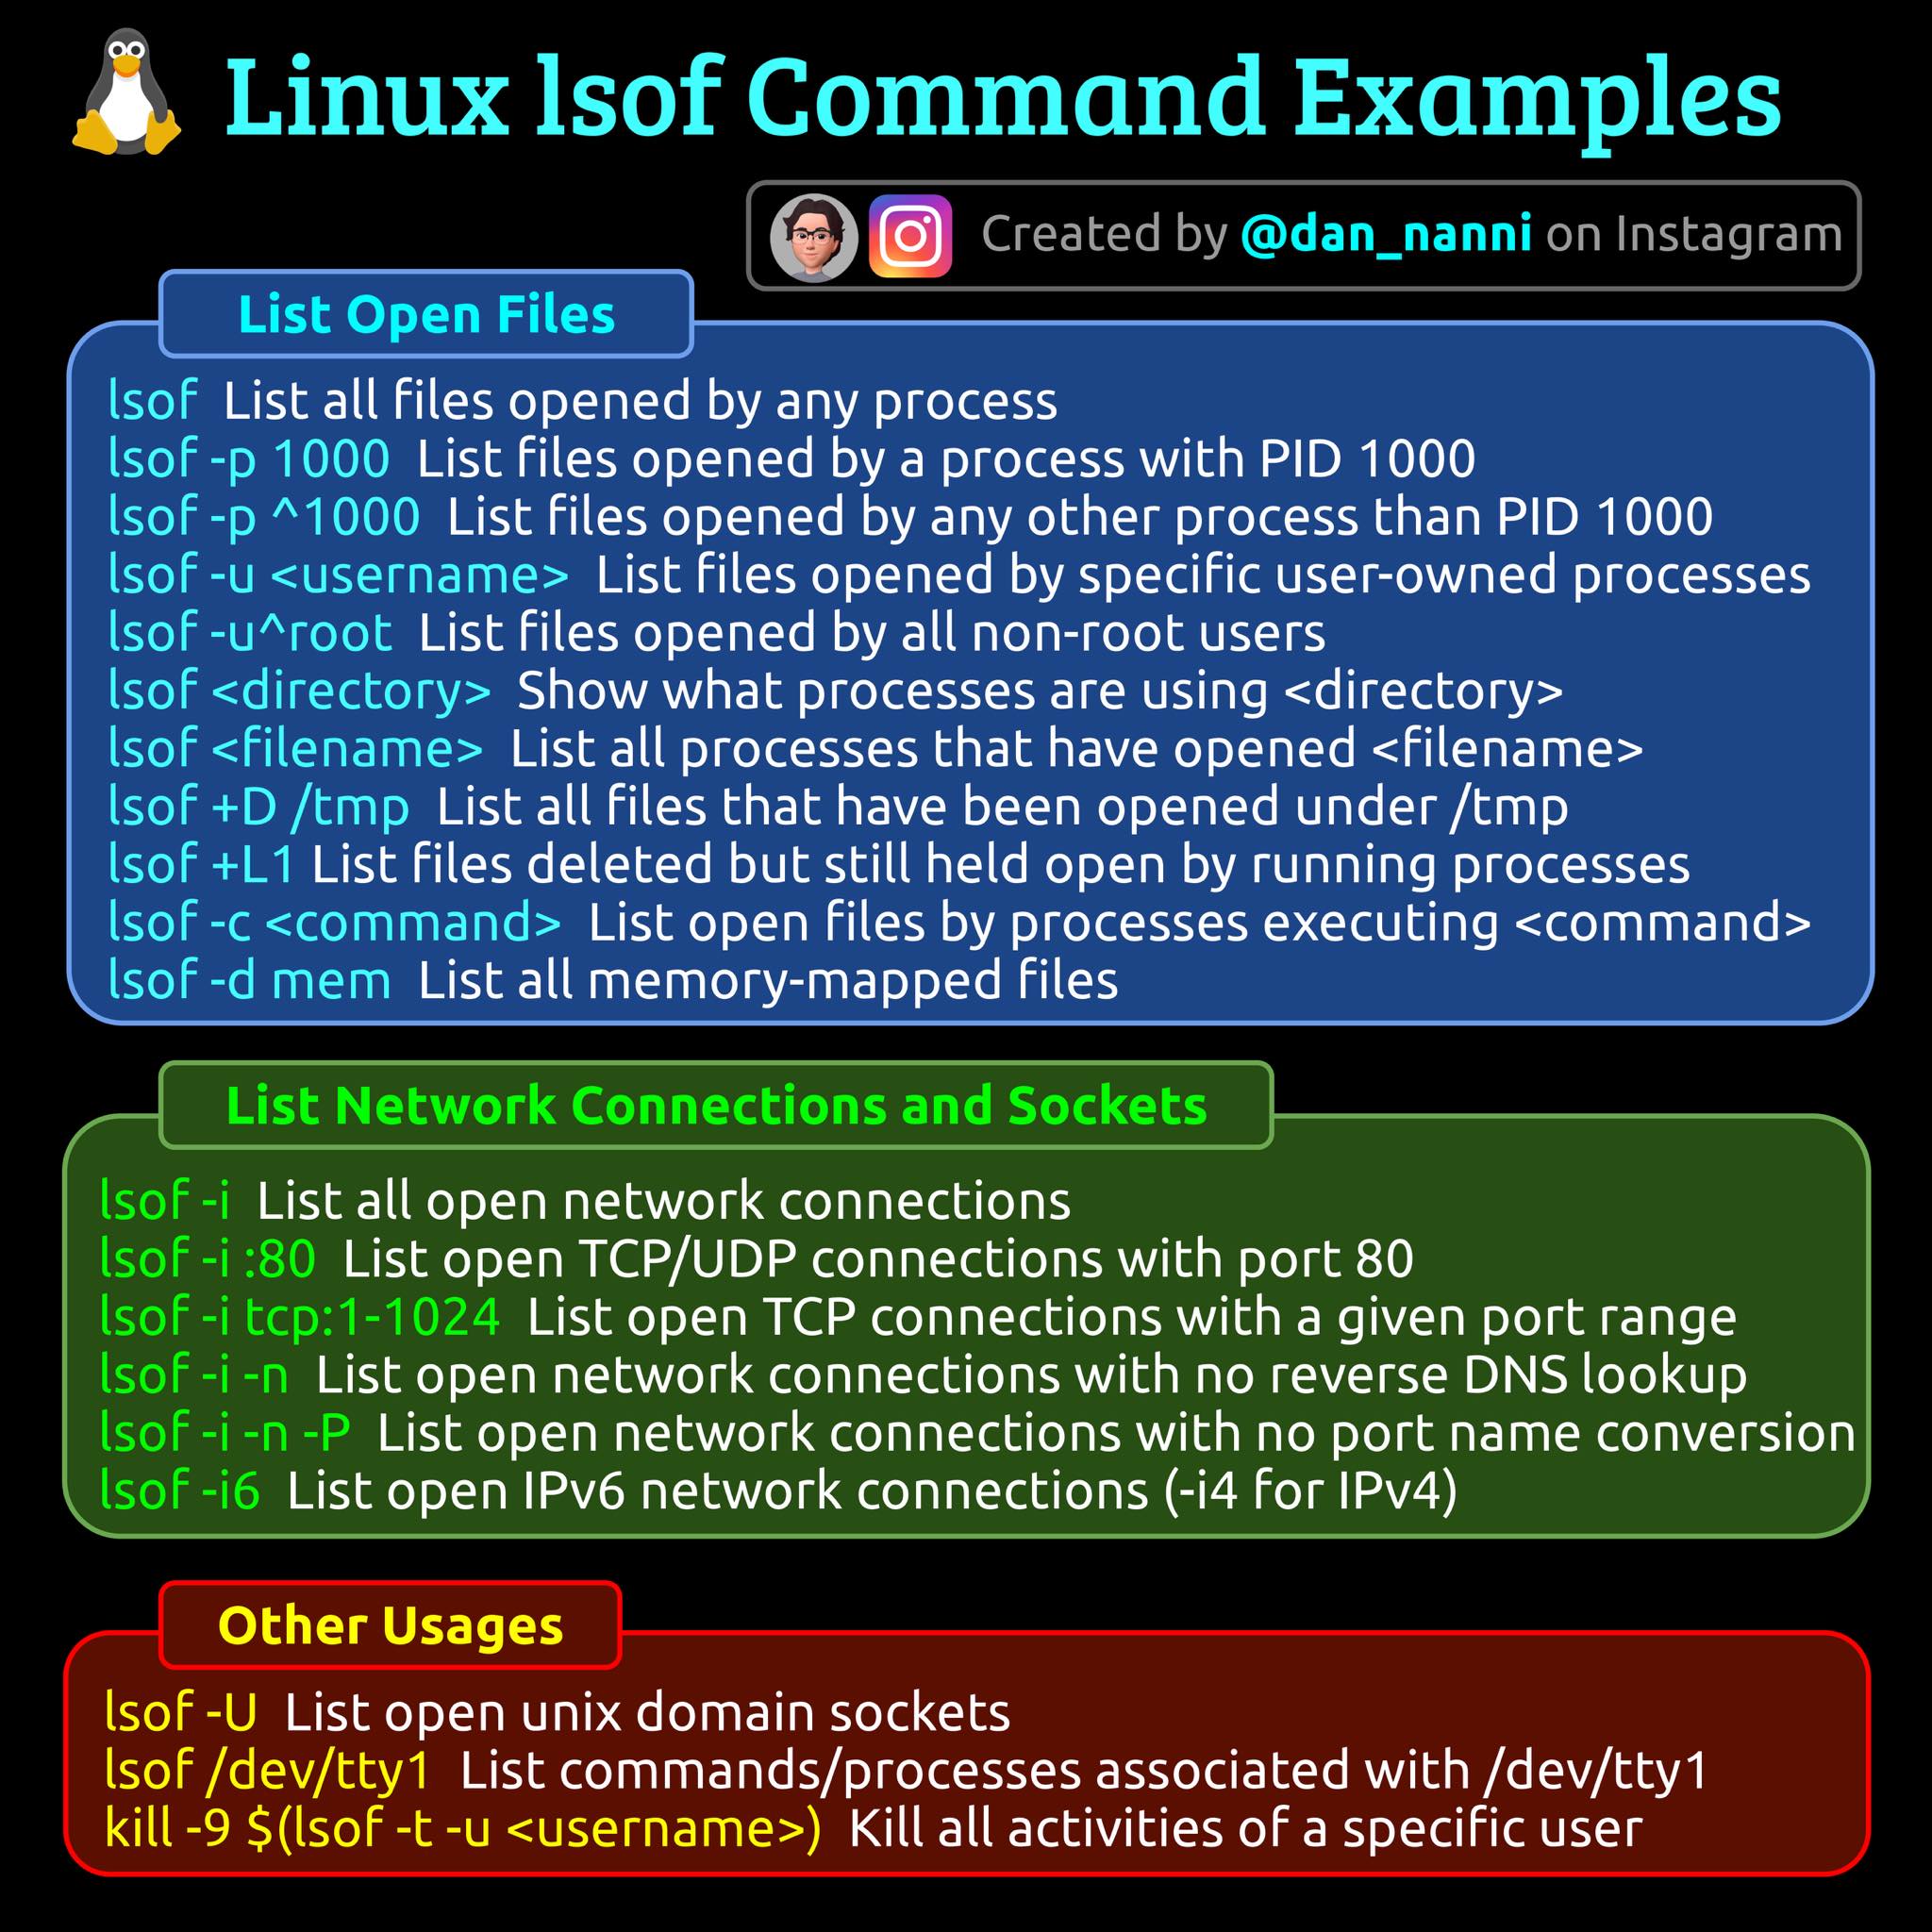 Linux lsof Command Examples
Created by @dan_nanni on Instagram
List Open Files
lsof  List all files opened by any process
lsof -p 1000  List files opened by a process with PID 1000
lsof -p ^1000  List files opened by any other process than PID 1000
lsof -u <username>  List files opened by specific user-owned processes
lsof -u^root  List files opened by all non-root users
lsof <directory>  Show what processes are using <directory>
lsof <filename>  List all processes that have opened <filename>
lsof +D /tmp  List all files that have been opened under /tmp
lsof +L1 List files deleted but still held open by running processes
lsof -c <command>  List open files by processes executing <command>
lsof -d mem  List all memory-mapped files
List Network Connections and Sockets
lsof -i  List all open network connections
lsof -i :80  List open TCP/UDP connections with port 80
lsof -i tcp:1-1024  List open TCP connections with a given port range
lsof -i -n  List open network connections with no reverse DNS lookup
lsof -i -n -P  List open network connections with no port name conversion
lsof -i6  List open IPv6 network connections (-i4 for IPv4)
Other Usages
lsof -U  List open unix domain sockets
lsof /dev/tty1  List commands/processes associated with /dev/tty1
kill -9 $(lsof -t -u <username>)  Kill all activities of a specific user